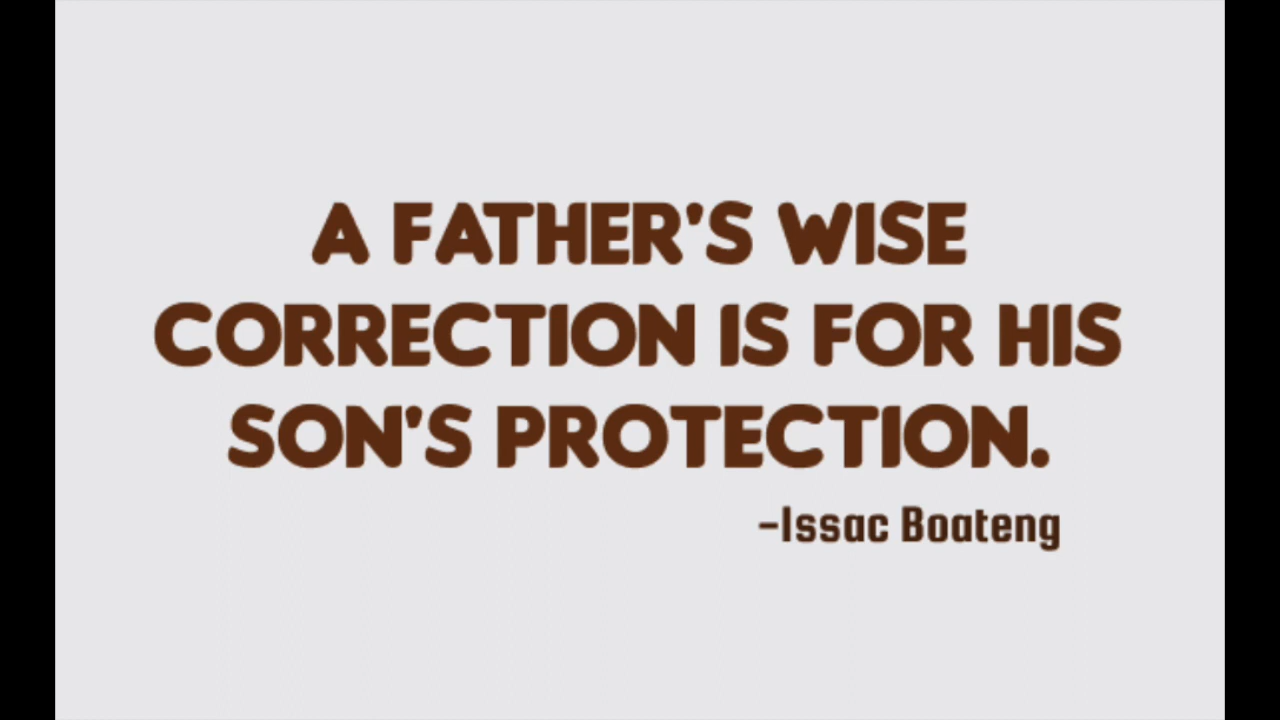 A FATHER'S WISE
CORRECTION IS FOR HIS
SON'S PROTECTION.
-Issac Boateng